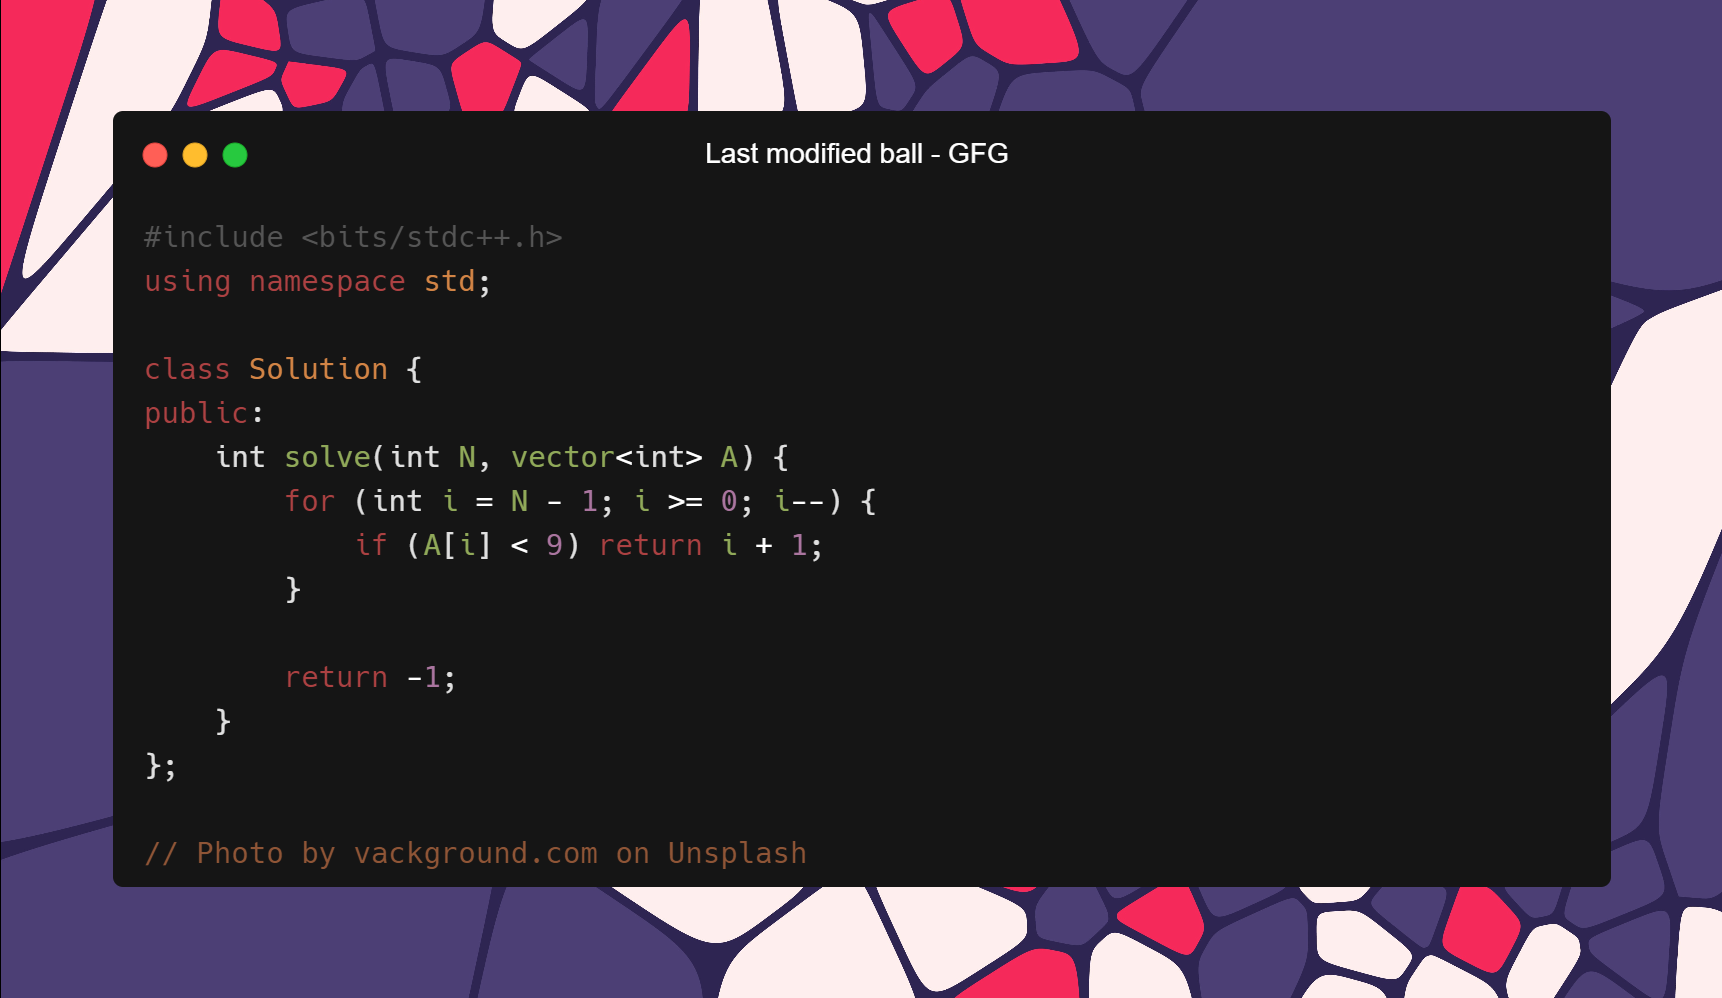 Last modified ball - GFG
#include <bits/stdc++.h>
using namespace std;
class Solution {
public:
    int solve(int N, vector<int> A) {
        for (int i = N - 1; i >= 0; i--) {
            if (A[i] < 9) return i + 1;
        }
        return -1;
    }
};
// Photo by vackground.com on Unsplash